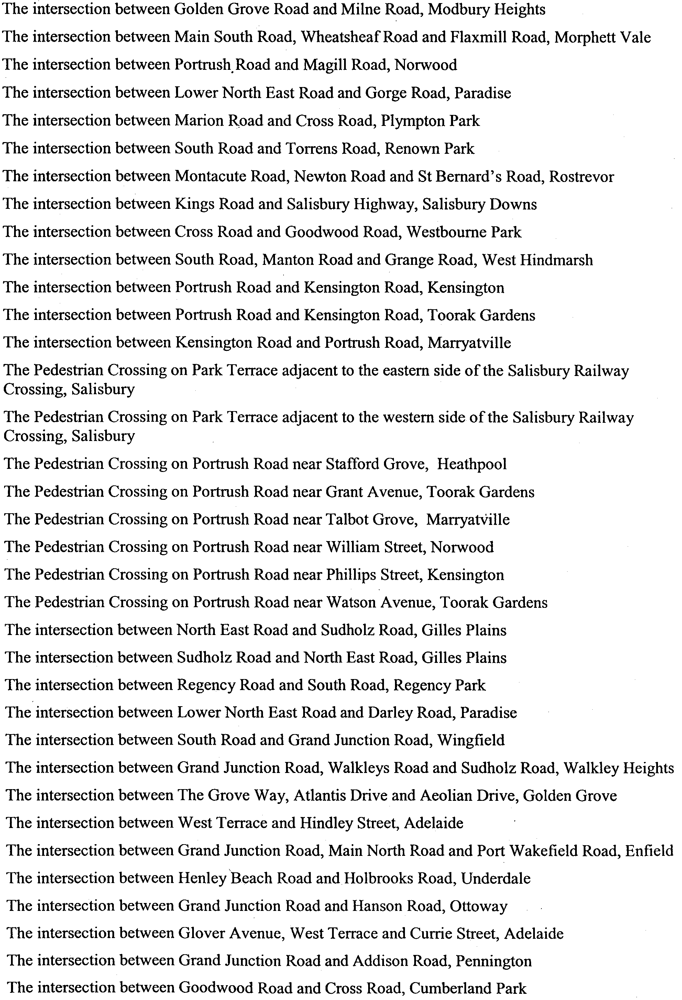 The intersection between Golden Grove Road and Milne Road, Modbury Heights
The intersection between Main South Road, Wheatsheaf Road and Flaxmill Road, Morphett Vale
The intersection between Portrush Road and Magill Road, Norwood
The intersection between Lower North East Road and Gorge Road, Paradise
The intersection between Marion Road and Cross Road, Plympton Park
The intersection between South Road and Torrens Road, Renown Park
The intersection between Montacute Road, Newton Road and St Bernard's Road, Rostrevor
The intersection between Kings Road and Salisbury Highway, Salisbury Downs
The intersection between Cross Road and Goodwood Road, Westbourne Park
The intersection between South Road, Manton Road and Grange Road, West Hindmarsh
The intersection between Portrush Road and Kensington Road, Kensington
The intersection between Portrush Road and Kensington Road, Toorak Gardens
The intersection between Kensington Road and Portrush Road, Marryatville
The Pedestrian Crossing on Park Terrace adjacent to the eastern side of the Salisbury Railway
Crossing, Salisbury
The Pedestrian Crossing on Park Terrace adjacent to the western side of the Salisbury Railway
Crossing, Salisbury
The Pedestrian Crossing on Portrush Road near Stafford Grove, Heathpool
The Pedestrian Crossing on Portrush Road near Grant Avenue, Toorak Gardens
The Pedestrian Crossing on Portrush Road near Talbot Grove, Marryatville
The Pedestrian Crossing on Portrush Road near William Street, Norwood
The Pedestrian Crossing on Portrush Road near Phillips Street, Kensington
The Pedestrian Crossing on Portrush Road near Watson Avenue, Toorak Gardens
The intersection between North East Road and Sudholz Road, Gilles Plains
The intersection between Sudholz Road and North East Road, Gilles Plains
The intersection between Regency Road and South Road, Regency Park
The intersection between Lower North East Road and Darley Road, Paradise
The intersection between South Road and Grand Junction Road, Wingfield
The intersection between Grand Junction Road, Walkleys Road and Sudholz Road, Walkley Heights
The intersection between The Grove Way, Atlantis Drive and Aeolian Drive, Golden Grove
The intersection between West Terrace and Hindley Street, Adelaide
The intersection between Grand Junction Road, Main North Road and Port Wakefield Road, Enfield
The intersection between Henley Beach Road and Holbrooks Road, Underdale
The intersection between Grand Junction Road and Hanson Road, Ottoway
The intersection between Glover Avenue, West Terrace and Currie Street, Adelaide
The intersection between Grand Junction Road and Addison Road, Pennington
The intersection between Goodwood Road and Cross Road, Cumberland Park